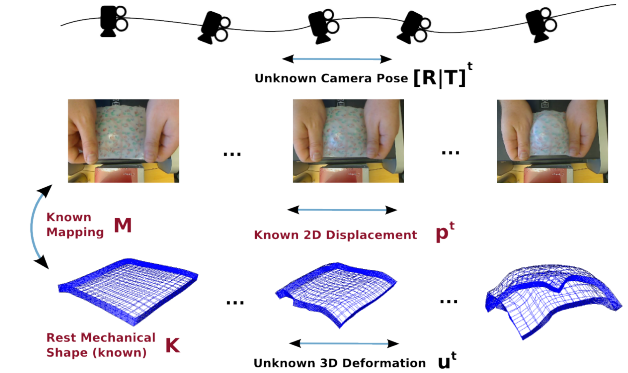 Unknown Camera Pose [R|T]^t
... ...
Known
Mapping M
Known 2D Displacement p^t
... ...
Rest Mechanical
Shape (known) K
Unknown 3D Deformation u^t